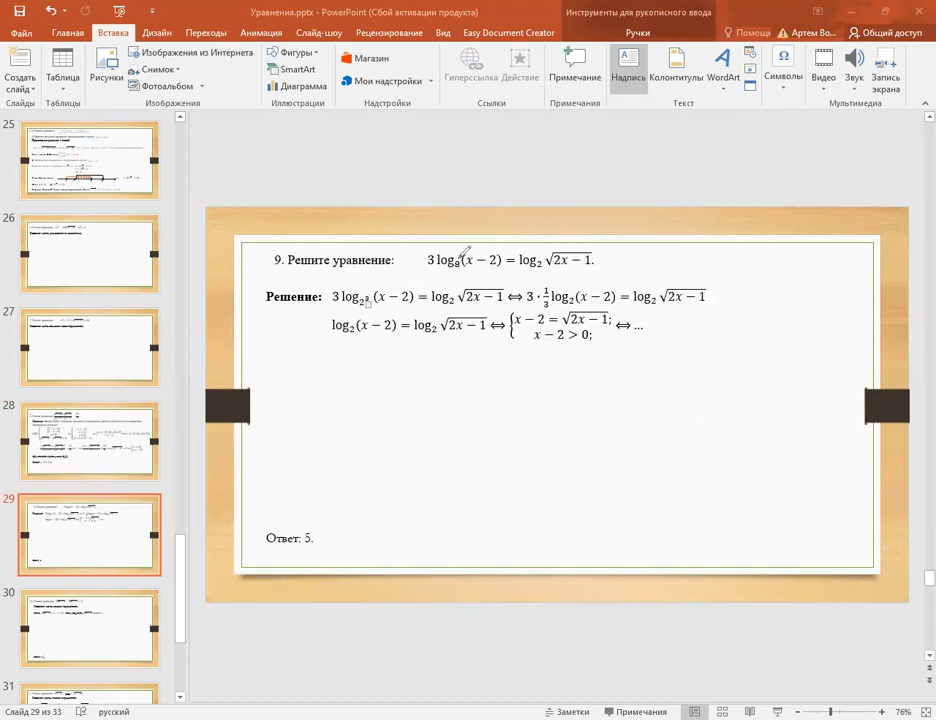 Уравнения.pptx - PowerPoint (Сбой активации продукта)
Инструменты для рукописного ввода
Файл Главная Вставка Дизайн Переходы Анимация Слайд-шоу Рецензирование Вид Easy Document Creator Ручки Помощн Артем Во... Общий доступ
Создать слайд
Таблица
Рисунки
Изображения из Интернета
Снимок
Фотоальбом
Фигуры
SmartArt
Диаграмма
Магазин
Мои надстройки
Гиперссылка
Действие
Примечание
Надпись
Колонтитулы
WordArt
Символы
Видео
Звук
Запись экрана
Слайды Таблицы Изображения Иллюстрации Надстройки Ссылки Примечания Текст Мультимедиа
25
26
27
28
29
30
31
9. Решите уравнение: 3 log₈(x − 2) = log₂ √(2x − 1).
Решение: 3 log_{2³} (x − 2) = log₂ √(2x − 1) ⇔ 3 · 1/3 log₂(x − 2) = log₂ √(2x − 1)
log₂(x − 2) = log₂ √(2x − 1) ⇔ { x − 2 = √(2x − 1); x − 2 > 0; ⇔ ...
Ответ: 5.
Слайд 29 из 33 русский Заметки Примечания 76%